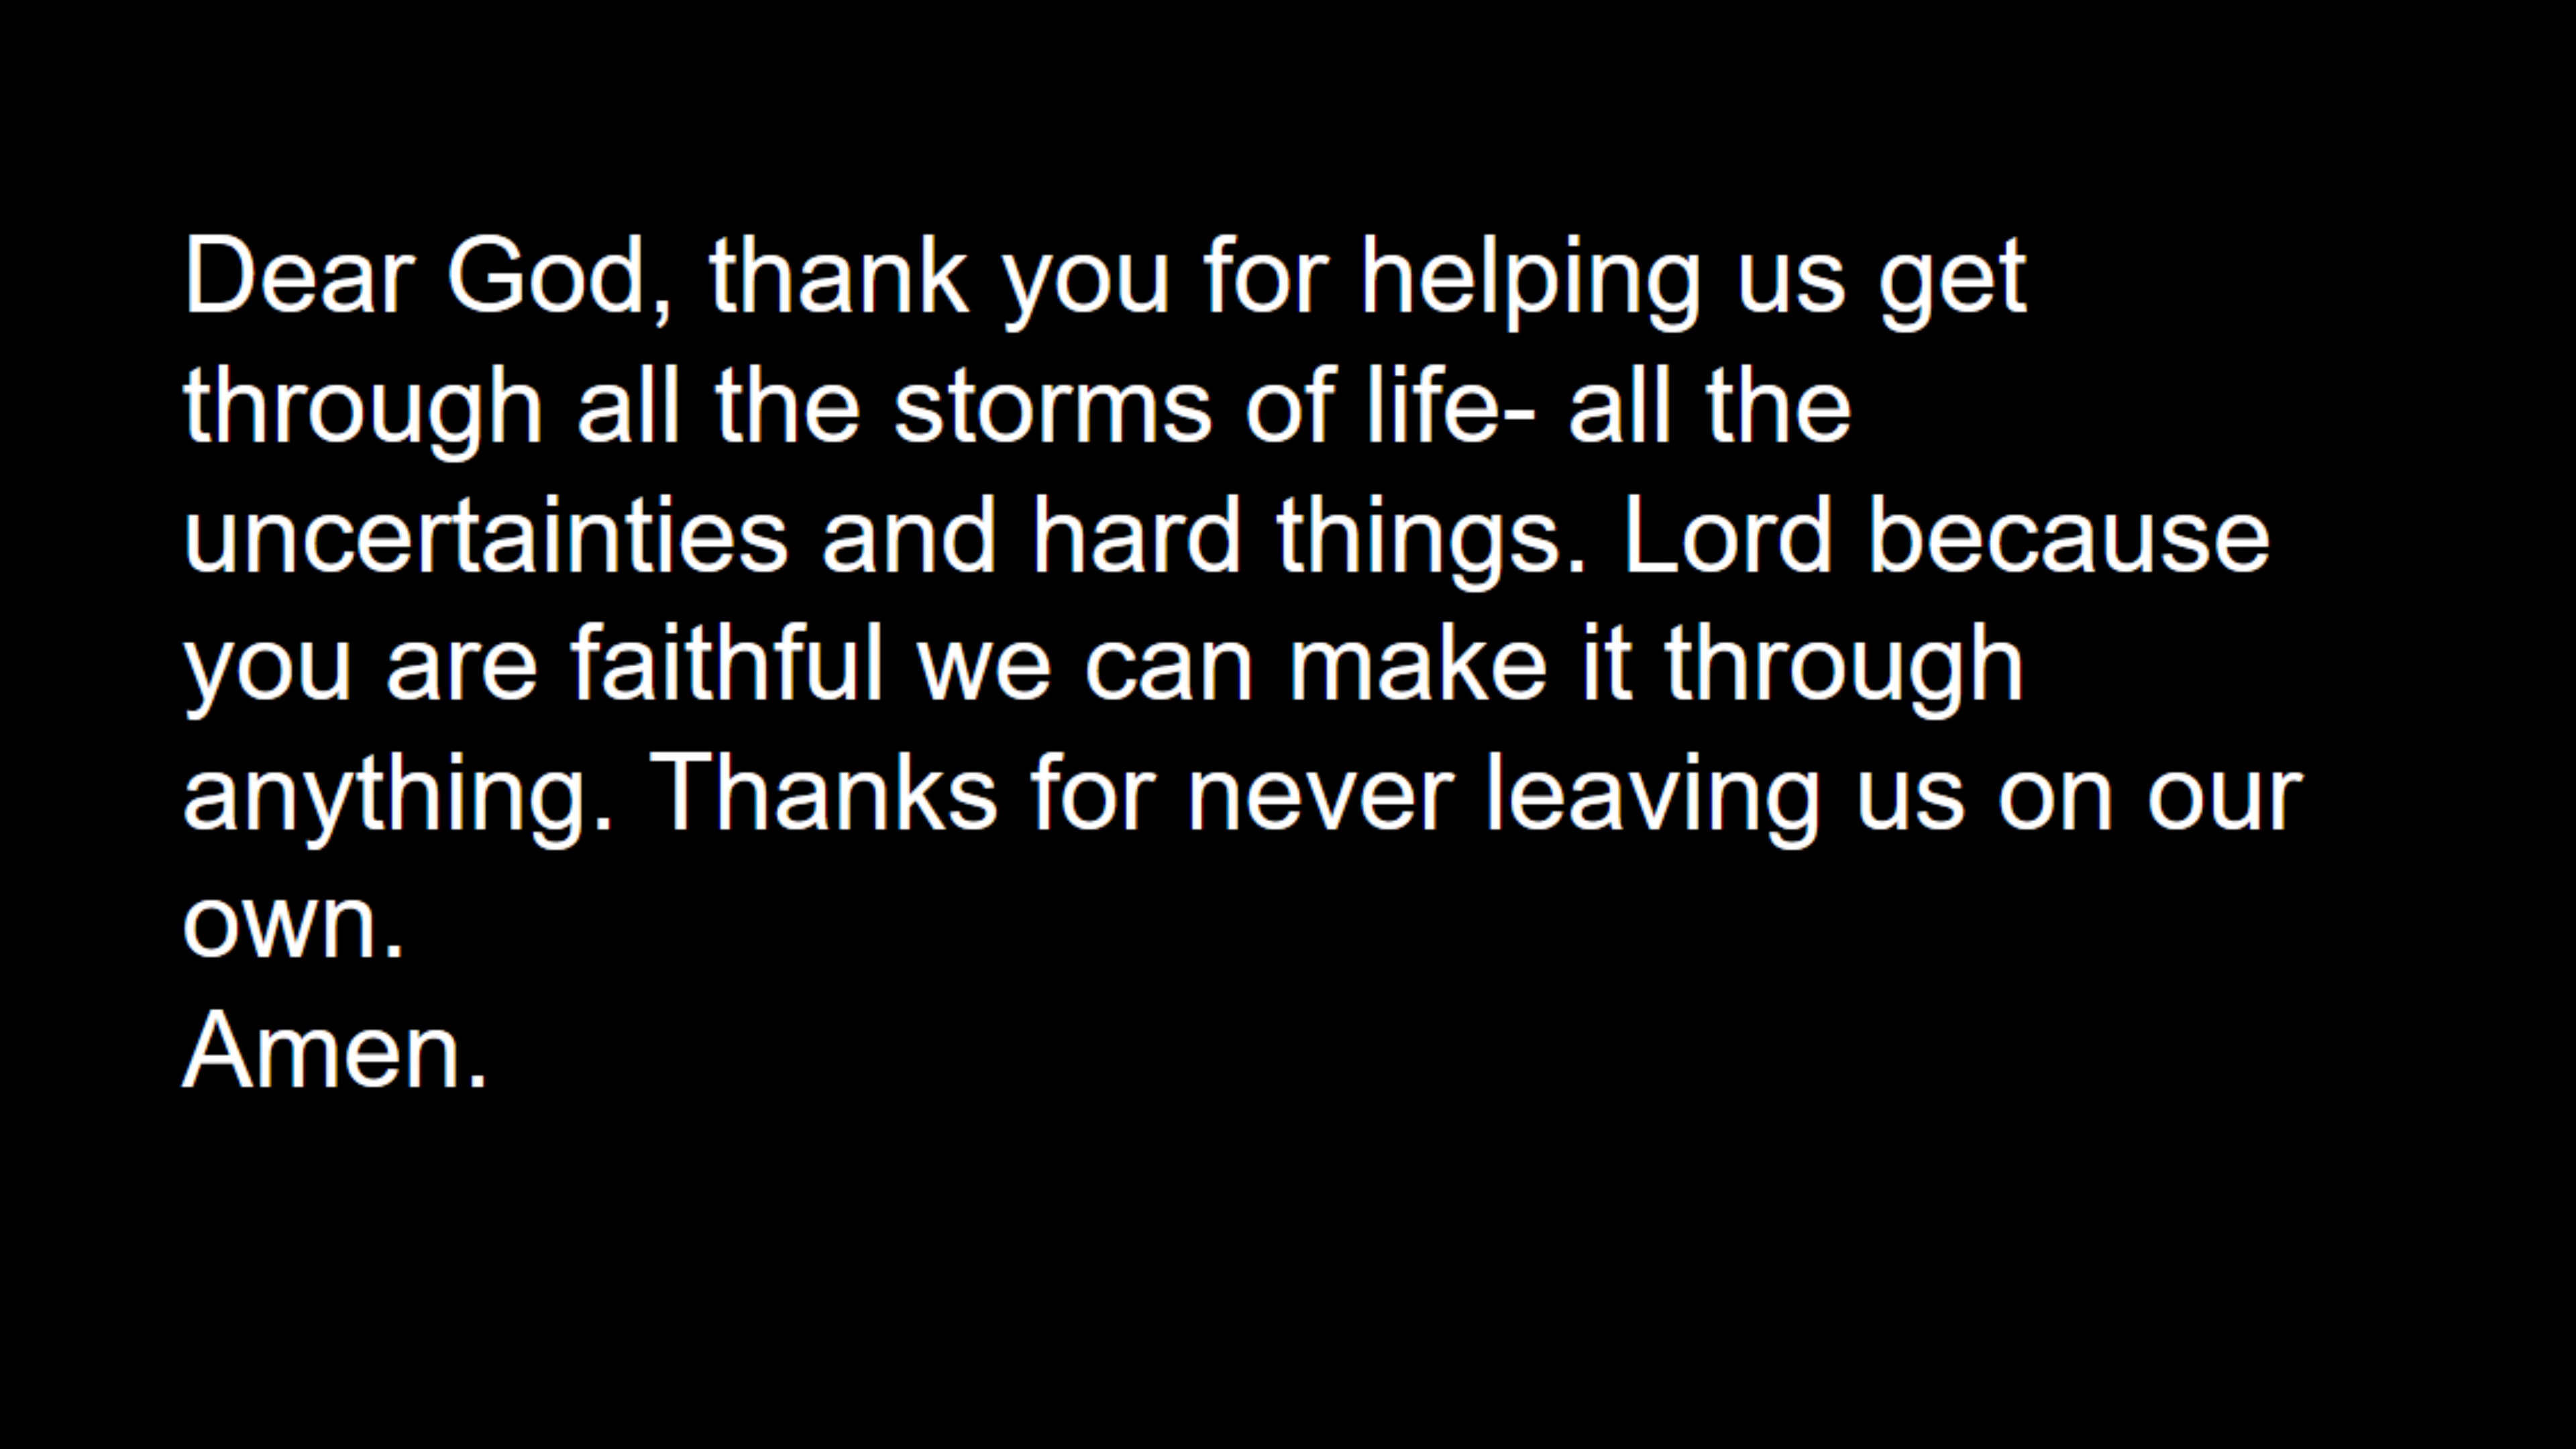 Dear God, thank you for helping us get
through all the storms of life- all the
uncertainties and hard things. Lord because
you are faithful we can make it through
anything. Thanks for never leaving us on our
own.
Amen.